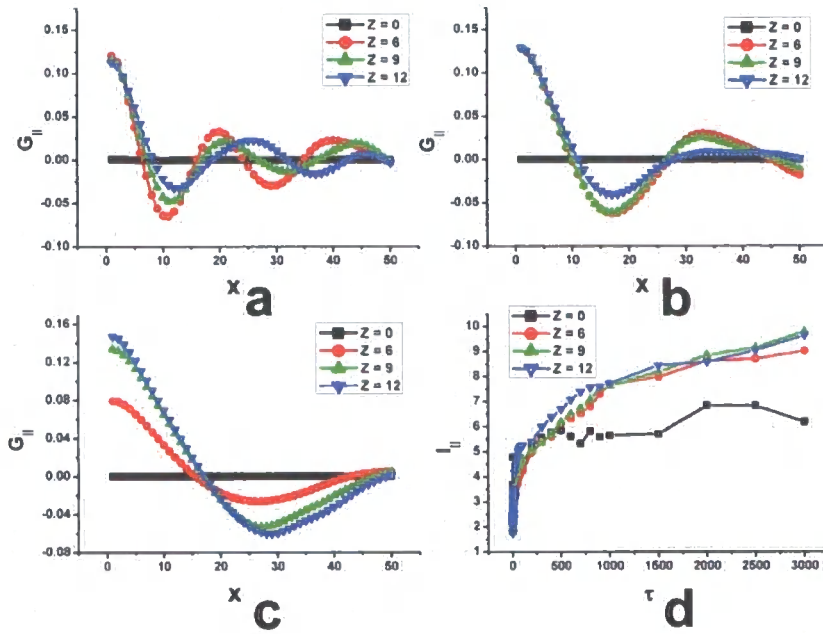 0.15
0.10
0.05
0.00
-0.05
-0.10
G||
Z = 0
Z = 6
Z = 9
Z = 12
0 10 20 30 40 50
X a
0.15
0.10
0.05
0.00
-0.05
-0.10
G||
Z = 0
Z = 6
Z = 9
Z = 12
0 10 20 30 40 50
X b
0.16
0.12
0.08
0.04
0.00
-0.04
-0.08
G||
Z = 0
Z = 6
Z = 9
Z = 12
0 10 20 30 40 50
X c
10
9
8
7
6
5
4
3
2
1
I||
Z = 0
Z = 6
Z = 9
Z = 12
0 500 1000 1500 2000 2500 3000
τ d